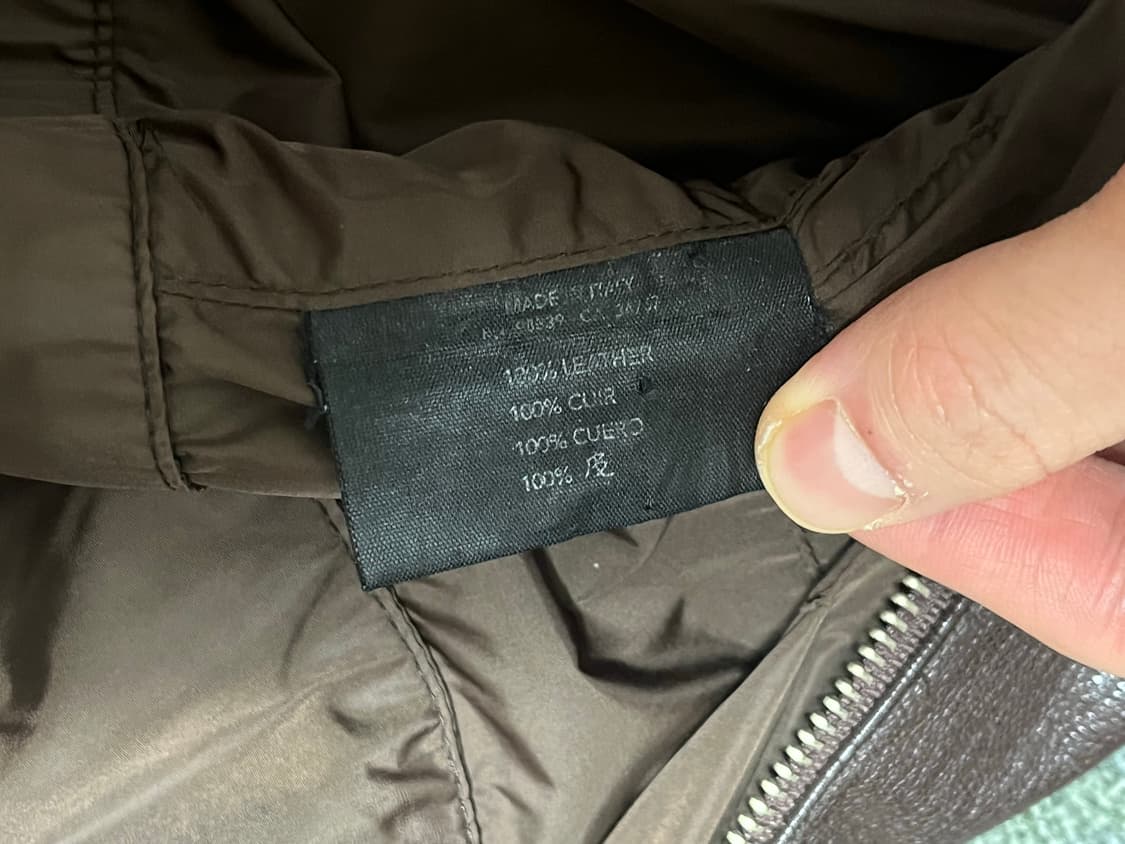 MADE IN ITALY
100% LEATHER
100% CUIR
100% CUERO
100% 皮